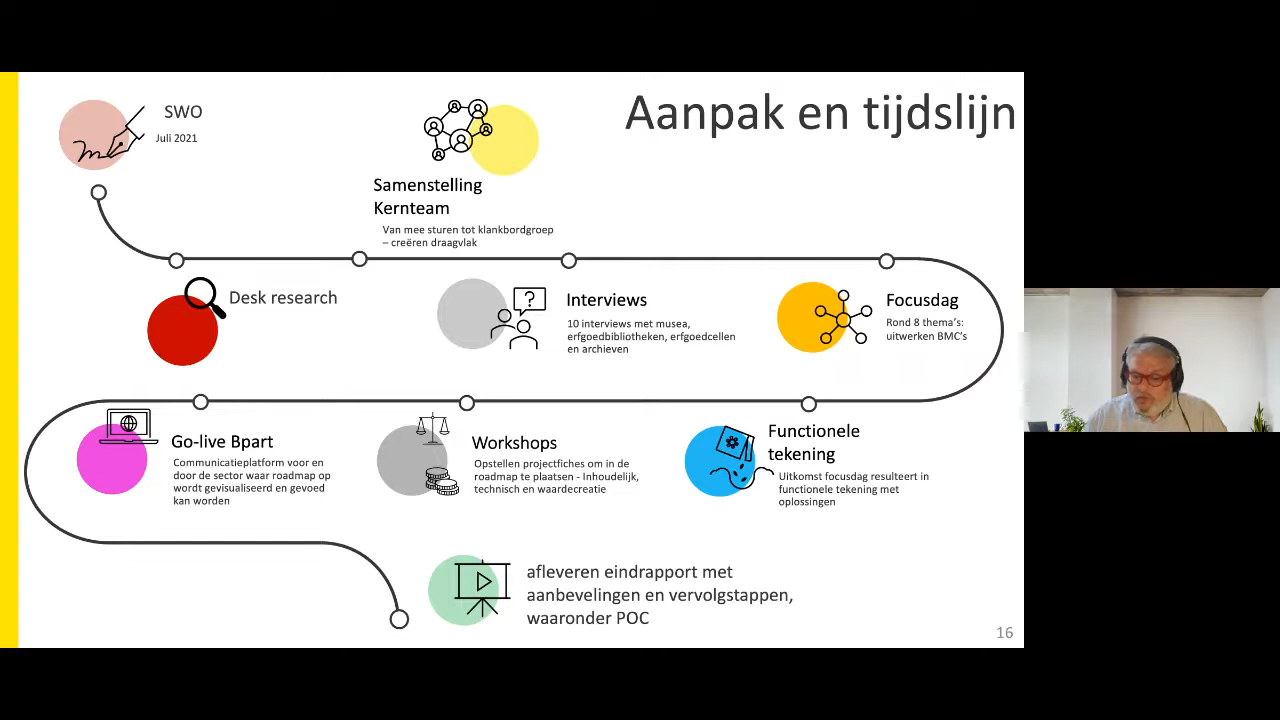 Aanpak en tijdslijn
SWO
Juli 2021
Samenstelling
Kernteam
Van mee sturen tot klankbordgroep
– creëren draagvlak
Desk research
?
Interviews
10 interviews met musea,
erfgoedbibliotheken, erfgoedcellen
en archieven
Focusdag
Rond 8 thema's:
uitwerken BMC's
Go-live Bpart
Communicatieplatform voor en
door de sector waar roadmap op
wordt gevisualiseerd en gevoed
kan worden
Workshops
Opstellen projectfiches om in de
roadmap te plaatsen - Inhoudelijk,
technisch en waardecreatie
Functionele
tekening
Uitkomst focusdag resulteert in
functionele tekening met
oplossingen
afleveren eindrapport met
aanbevelingen en vervolgstappen,
waaronder POC
16